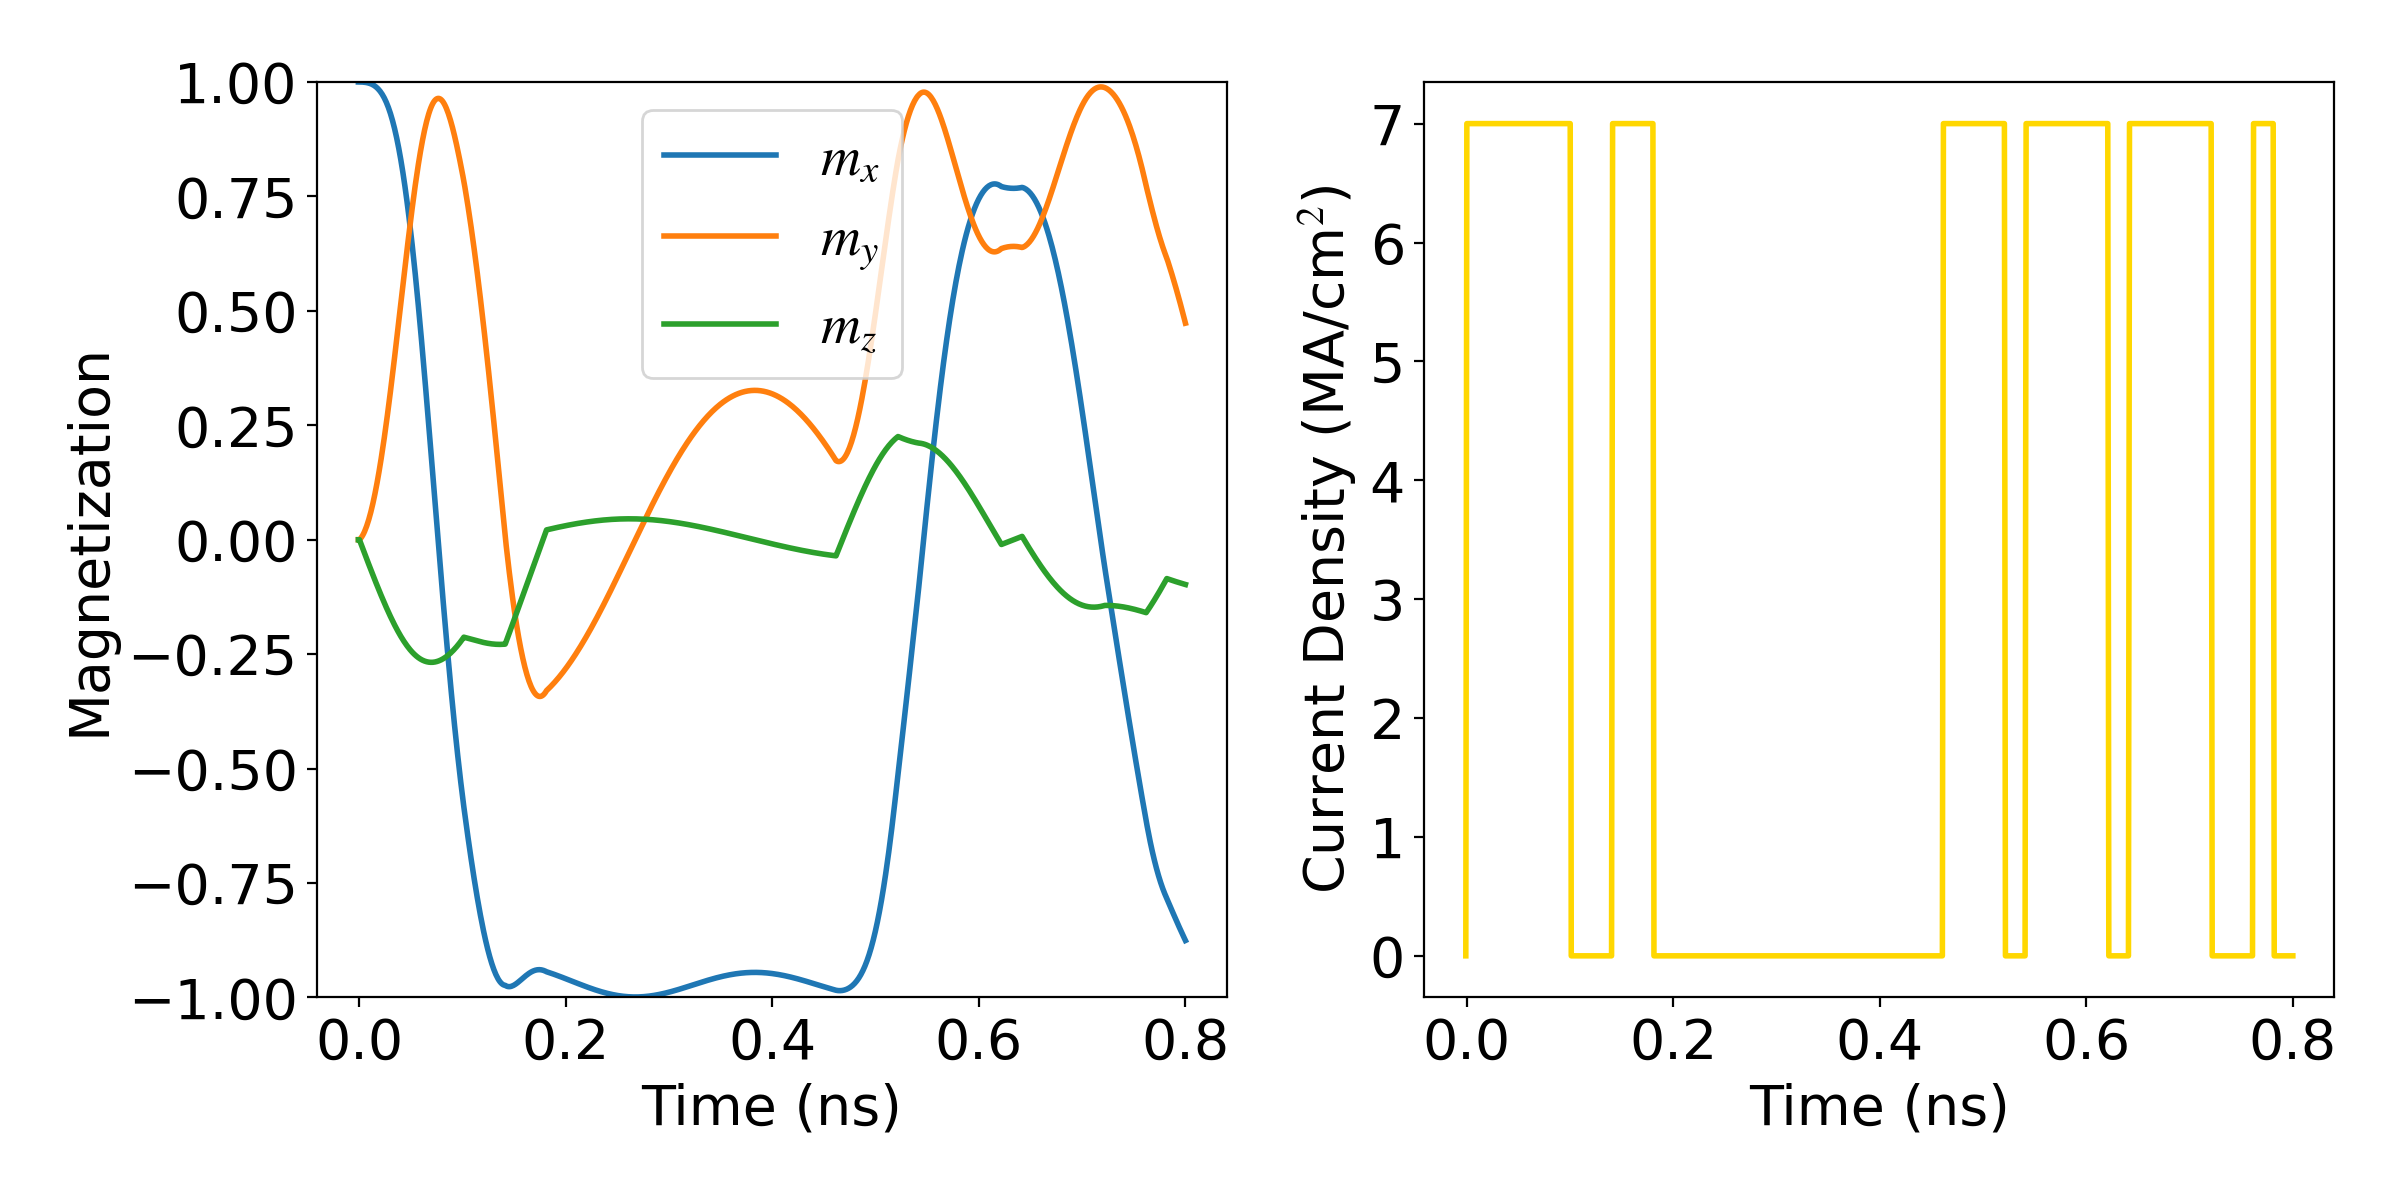 1.00
0.75
0.50
0.25
0.00
−0.25
−0.50
−0.75
−1.00
Magnetization
0.0 0.2 0.4 0.6 0.8
Time (ns)
mₓ
m_y
m_z
7
6
5
4
3
2
1
0
Current Density (MA/cm²)
0.0 0.2 0.4 0.6 0.8
Time (ns)